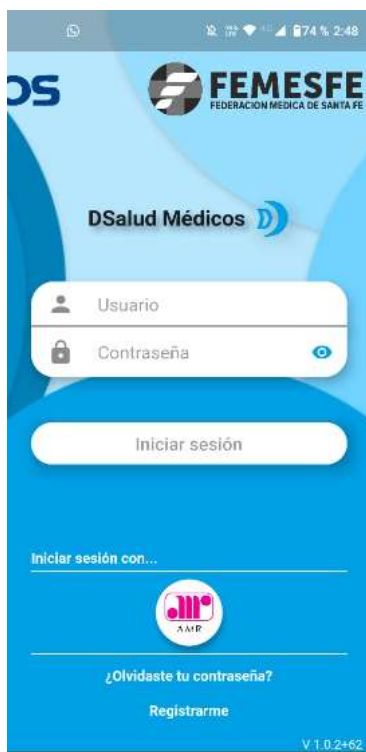 74 % 2:48
os
FEMESFE
FEDERACION MEDICA DE SANTA FE
DSalud Médicos D
Usuario
Contraseña
Iniciar sesión
Iniciar sesión con...
AMR
¿Olvidaste tu contraseña?
Registrarme
V 1.0.2+62